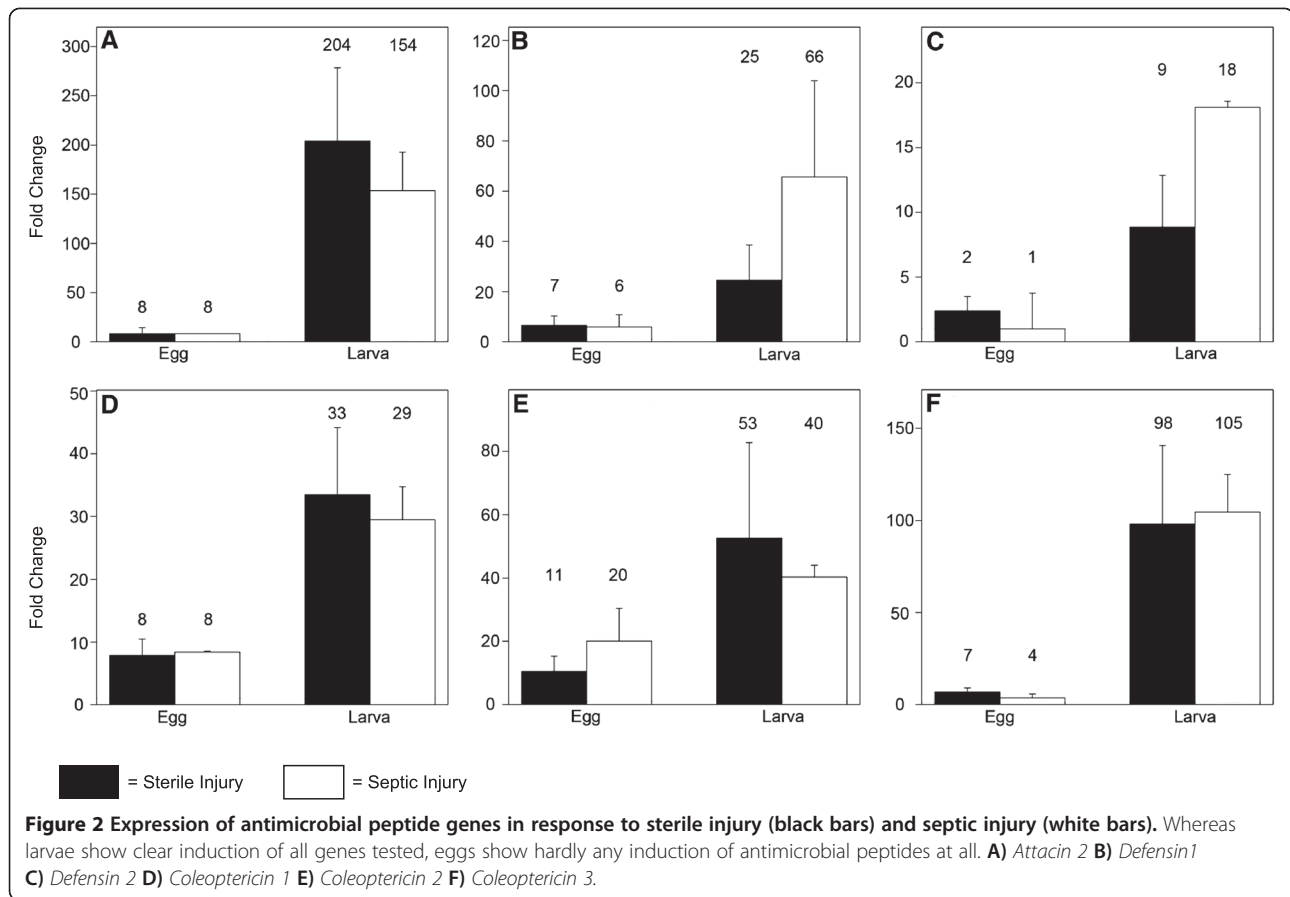 A
B
C
300
250
200
150
100
50
0
Fold Change
204 154
8 8
Egg Larva
120
100
80
60
40
20
0
25 66
7 6
Egg Larva
20
15
10
5
0
9 18
2 1
Egg Larva
D
E
F
50
40
30
20
10
0
Fold Change
33 29
8 8
Egg Larva
80
60
40
20
0
53 40
11 20
Egg Larva
150
100
50
0
98 105
7 4
Egg Larva
= Sterile Injury = Septic Injury
Figure 2 Expression of antimicrobial peptide genes in response to sterile injury (black bars) and septic injury (white bars). Whereas
larvae show clear induction of all genes tested, eggs show hardly any induction of antimicrobial peptides at all. A) Attacin 2 B) Defensin1
C) Defensin 2 D) Coleoptericin 1 E) Coleoptericin 2 F) Coleoptericin 3.